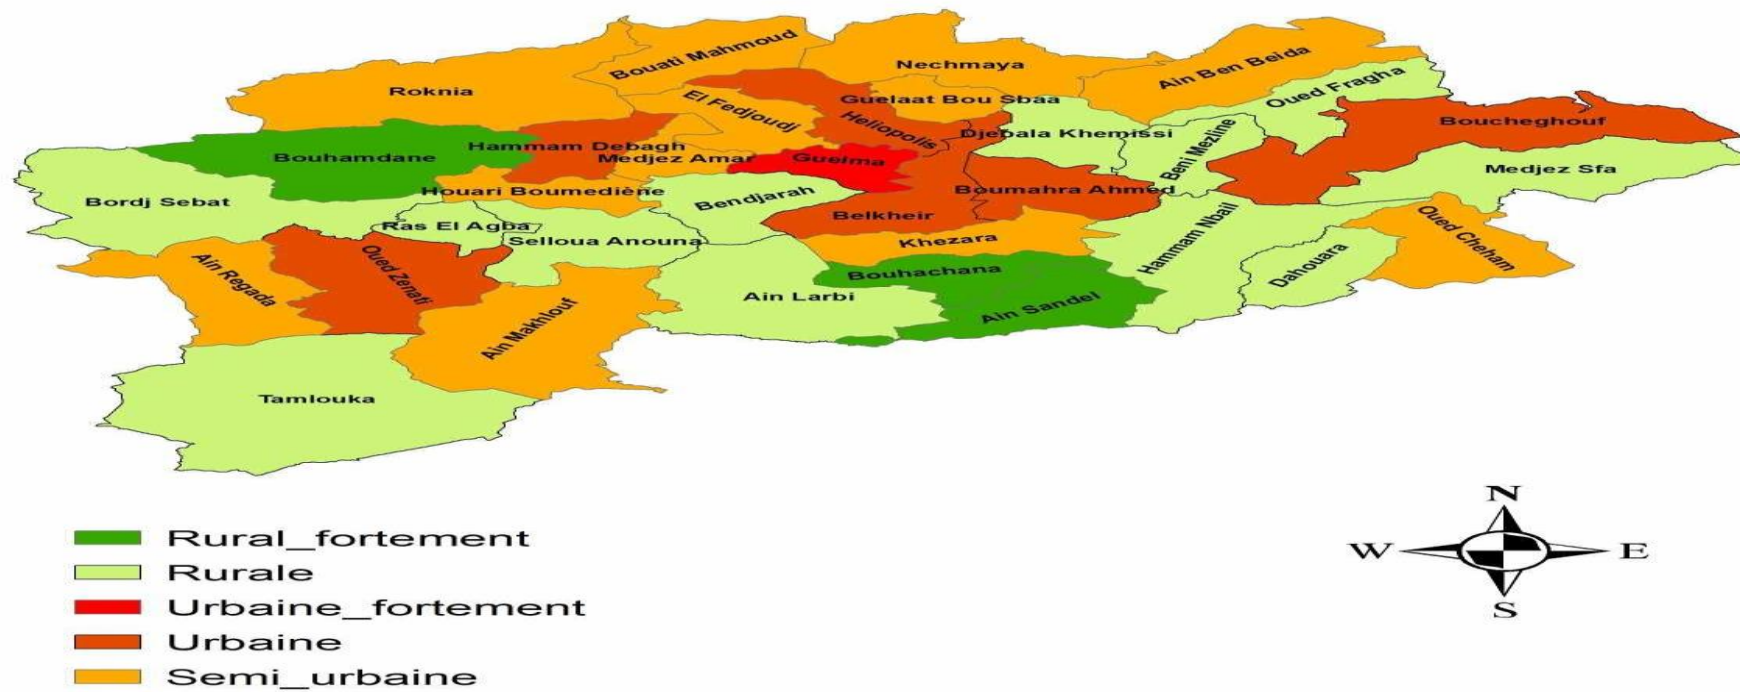 Bouati Mahmoud
Nechmaya
Ain Ben Beida
Roknia
Guelaat Bou Sbaa
Oued Fragha
El Fedjoudj
Heliopolis
Djebala Khemissi
Boucheghouf
Hammam Debagh
Bouhamdane
Medjez Amar
Guelma
Beni Mezline
Medjez Sfa
Houari Boumediène
Bendjarah
Boumahra Ahmed
Bordj Sebat
Belkheir
Ras El Agba
Selloua Anouna
Khezara
Hammam Nbail
Oued Cheham
Ain Regada
Oued Zenati
Bouhachana
Dahouara
Ain Larbi
Ain Sandel
Ain Makhlouf
Tamlouka
Rural_fortement
Rurale
Urbaine_fortement
Urbaine
Semi_urbaine
N
W
E
S